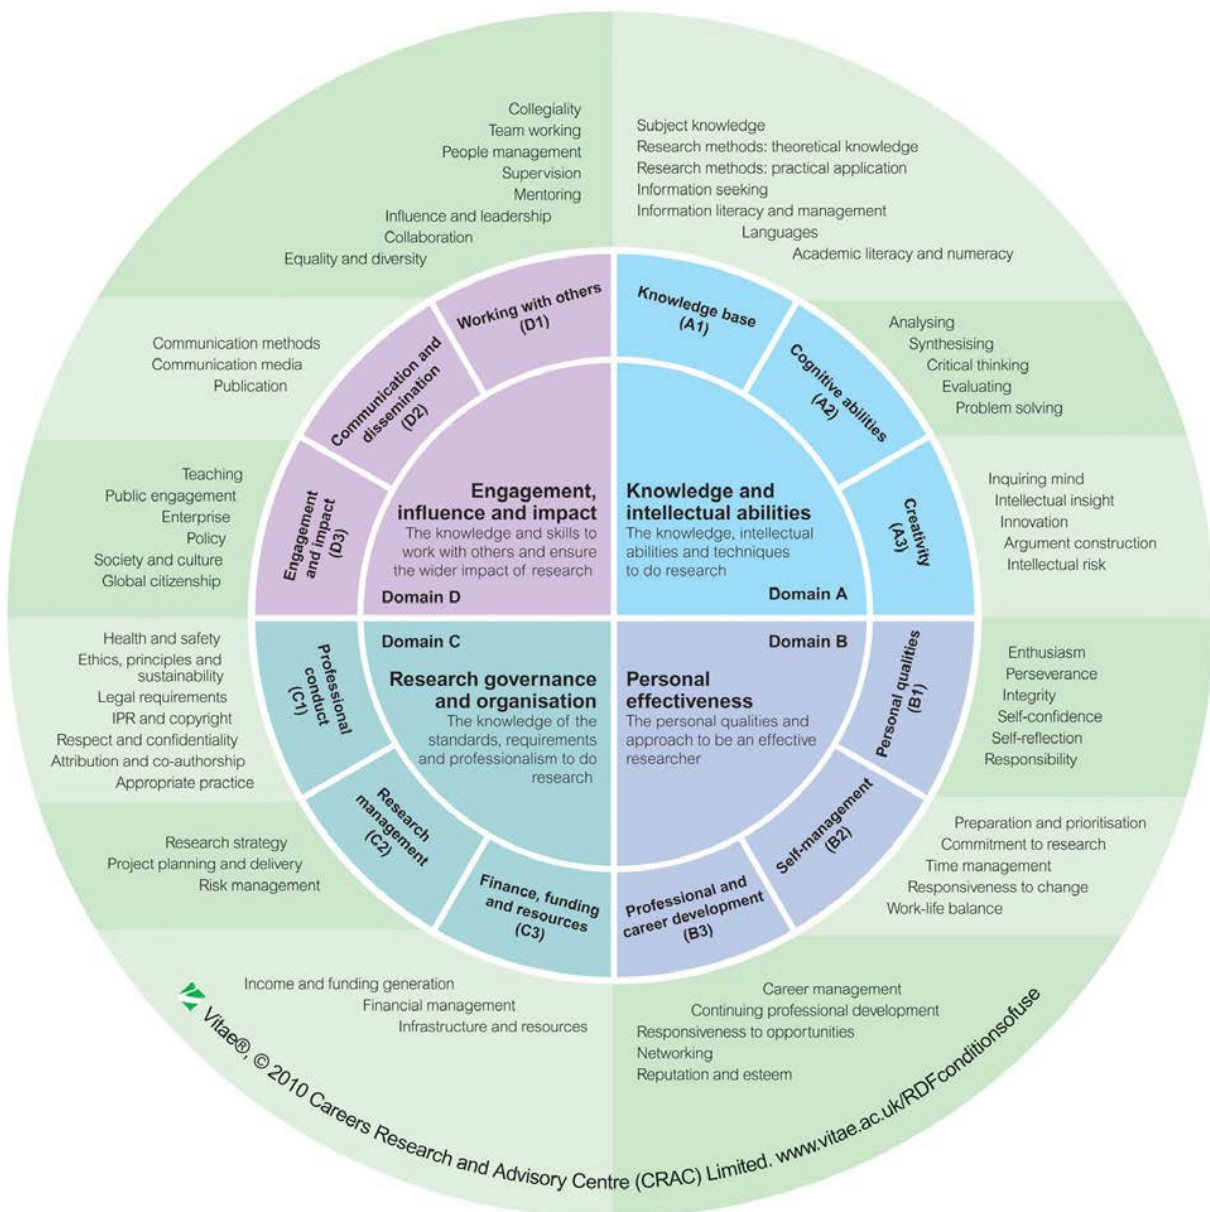 Collegiality
Team working
People management
Supervision
Mentoring
Influence and leadership
Collaboration
Equality and diversity
Subject knowledge
Research methods: theoretical knowledge
Research methods: practical application
Information seeking
Information literacy and management
Languages
Academic literacy and numeracy
Working with others
(D1)
Knowledge base
(A1)
Communication methods
Communication media
Publication
Communication and
dissemination
(D2)
Cognitive abilities
(A2)
Analysing
Synthesising
Critical thinking
Evaluating
Problem solving
Teaching
Public engagement
Enterprise
Policy
Society and culture
Global citizenship
Engagement
and impact
(D3)
Engagement,
influence and impact
The knowledge and skills to
work with others and ensure
the wider impact of research
Domain D
Knowledge and
intellectual abilities
The knowledge, intellectual
abilities and techniques
to do research
Domain A
Creativity
(A3)
Inquiring mind
Intellectual insight
Innovation
Argument construction
Intellectual risk
Health and safety
Ethics, principles and
sustainability
Legal requirements
IPR and copyright
Respect and confidentiality
Attribution and co-authorship
Appropriate practice
Professional
conduct
(C1)
Domain C
Research governance
and organisation
The knowledge of the
standards, requirements
and professionalism to do
research
Domain B
Personal
effectiveness
The personal qualities and
approach to be an effective
researcher
Personal qualities
(B1)
Enthusiasm
Perseverance
Integrity
Self-confidence
Self-reflection
Responsibility
Research strategy
Project planning and delivery
Risk management
Research
management
(C2)
Self-management
(B2)
Preparation and prioritisation
Commitment to research
Time management
Responsiveness to change
Work-life balance
Finance, funding
and resources
(C3)
Professional and
career development
(B3)
Income and funding generation
Financial management
Infrastructure and resources
Career management
Continuing professional development
Responsiveness to opportunities
Networking
Reputation and esteem
Vitae®, © 2010 Careers Research and Advisory Centre (CRAC) Limited. www.vitae.ac.uk/RDFconditionsofuse